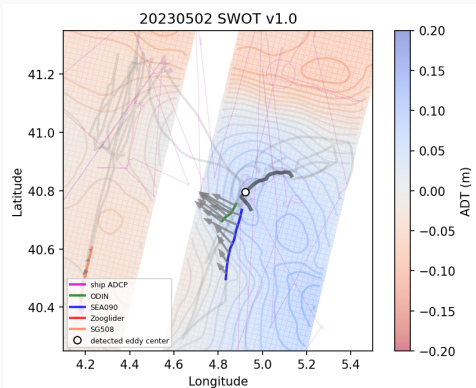 20230502 SWOT v1.0
41.2
41.0
40.8
40.6
40.4
Latitude
ship ADCP
ODIN
SEA090
Zooglider
SG508
detected eddy center
4.2
4.4
4.6
4.8
5.0
5.2
5.4
Longitude
0.20
0.15
0.10
0.05
0.00
−0.05
−0.10
−0.15
−0.20
ADT (m)